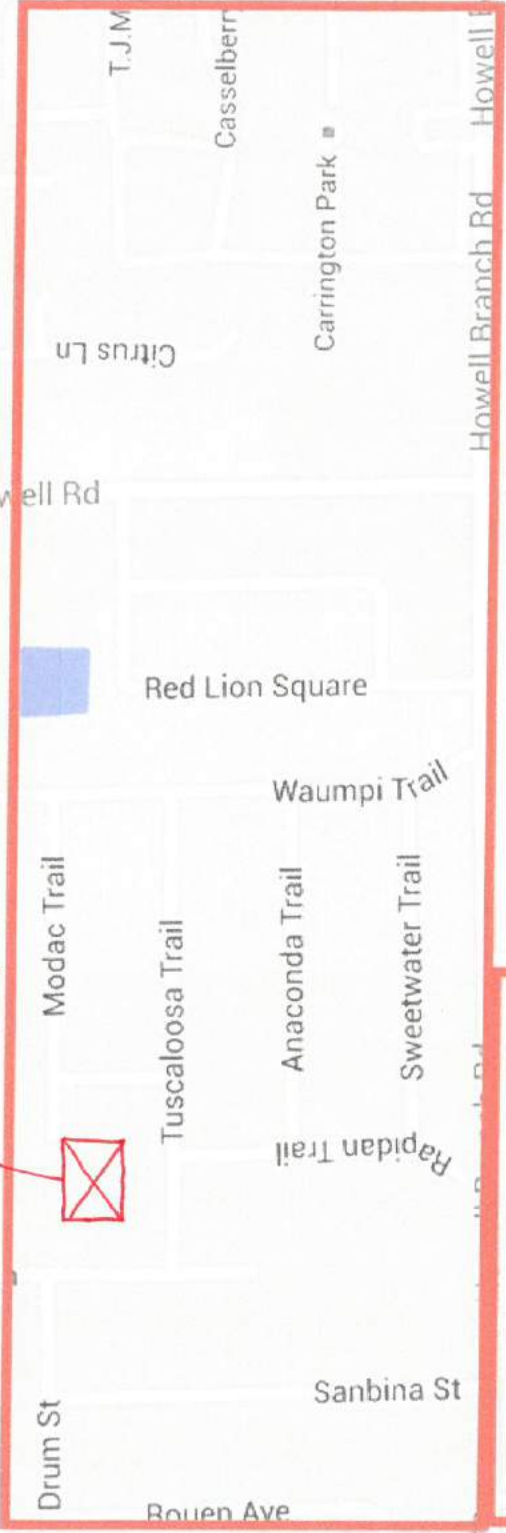 T.J.M
Casselberr
Howell
Carrington Park
Howell Branch Rd
Citrus Ln
well Rd
Red Lion Square
Waumpi Trail
Modac Trail
Tuscaloosa Trail
Anaconda Trail
Sweetwater Trail
Rapidan Trail
Sanbina St
Drum St
Rouen Ave